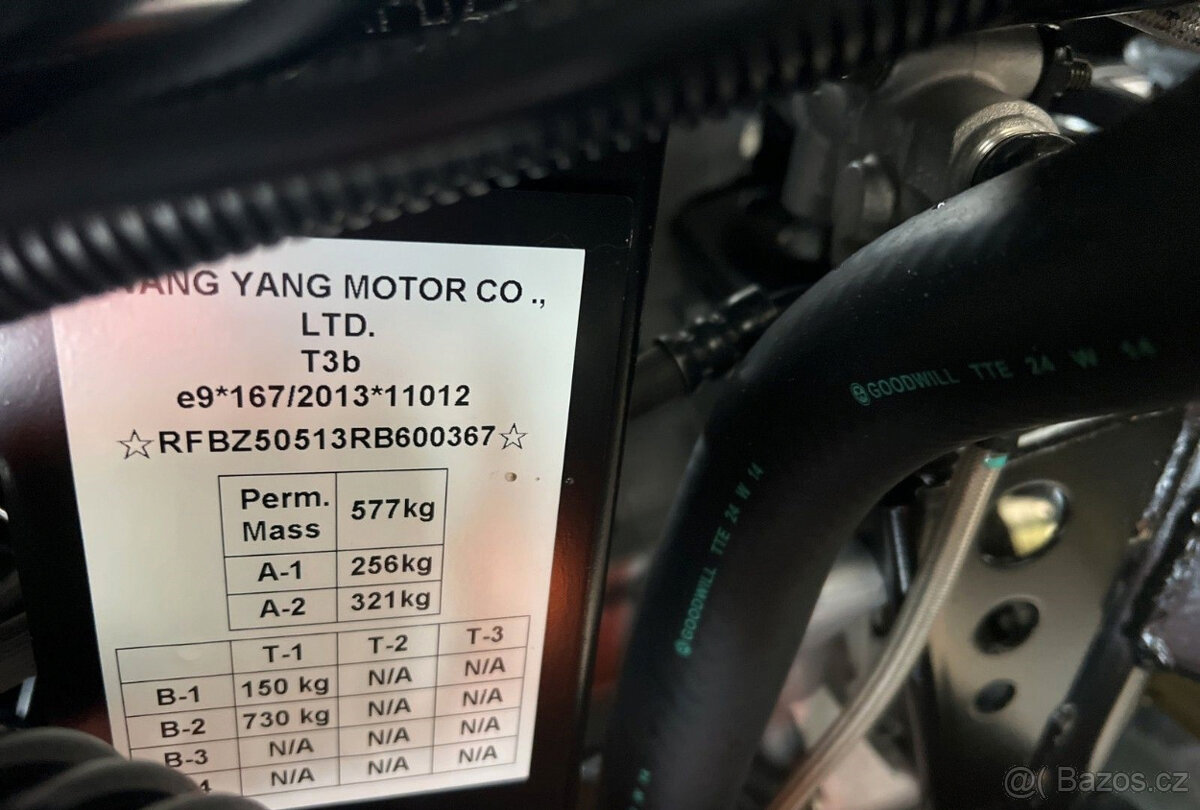 YANG YANG MOTOR CO .,
LTD.
T3b
e9*167/2013*11012
☆RFBZ50513RB600367☆
Perm. Mass 577kg
A-1 256kg
A-2 321kg
T-1 T-2 T-3
B-1 150 kg N/A N/A
B-2 730 kg N/A N/A
B-3 N/A N/A N/A
N/A N/A N/A
GOODWILL TTE 24 W 14
GOODWILL TTE 24 W 14
@( Bazos.cz